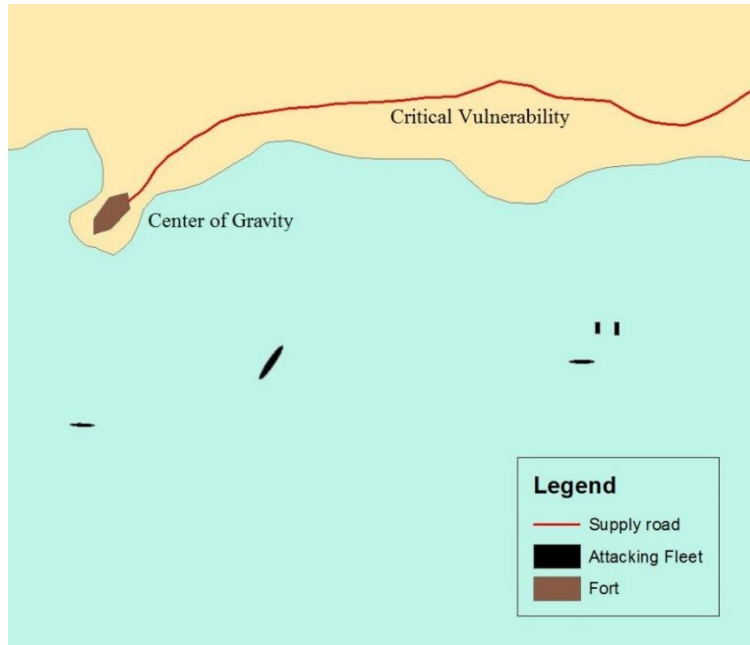 Critical Vulnerability
Center of Gravity
Legend
Supply road
Attacking Fleet
Fort